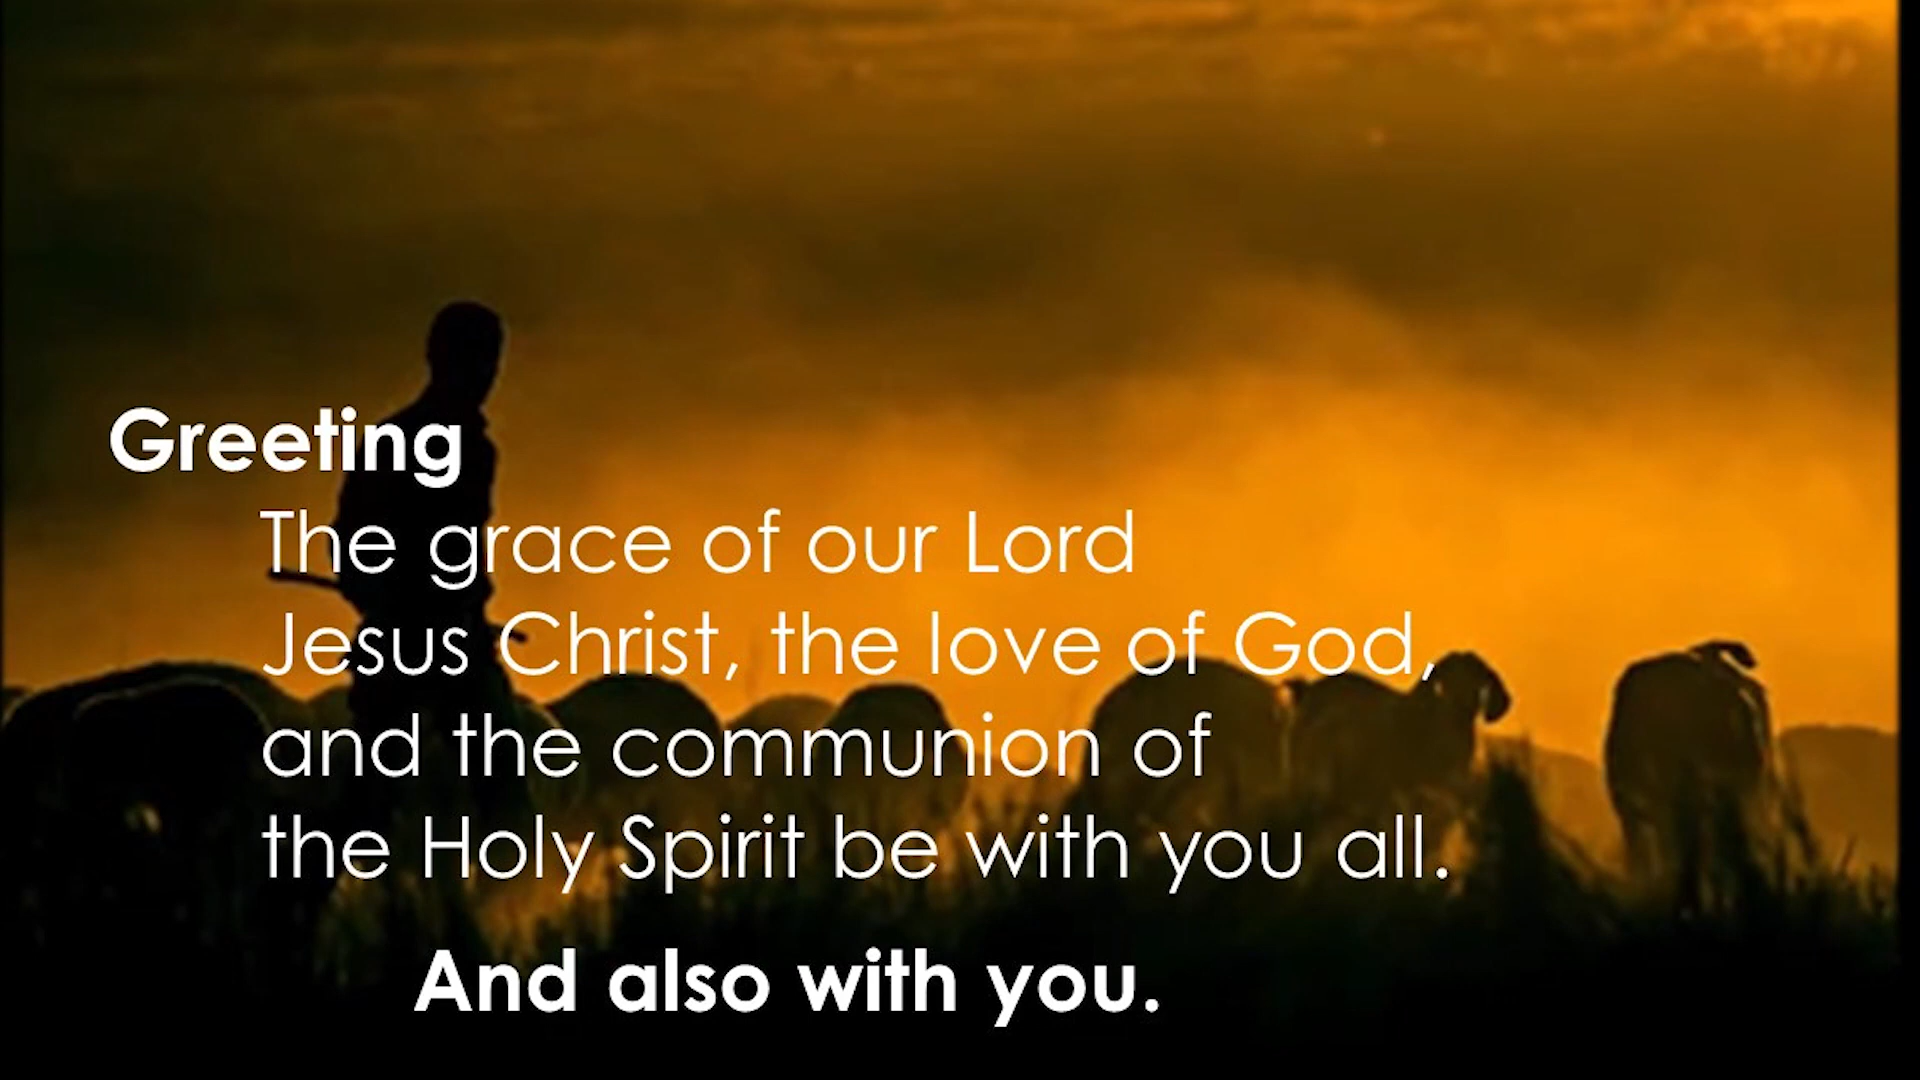 Greeting
The grace of our Lord
Jesus Christ, the love of God,
and the communion of
the Holy Spirit be with you all.
And also with you.